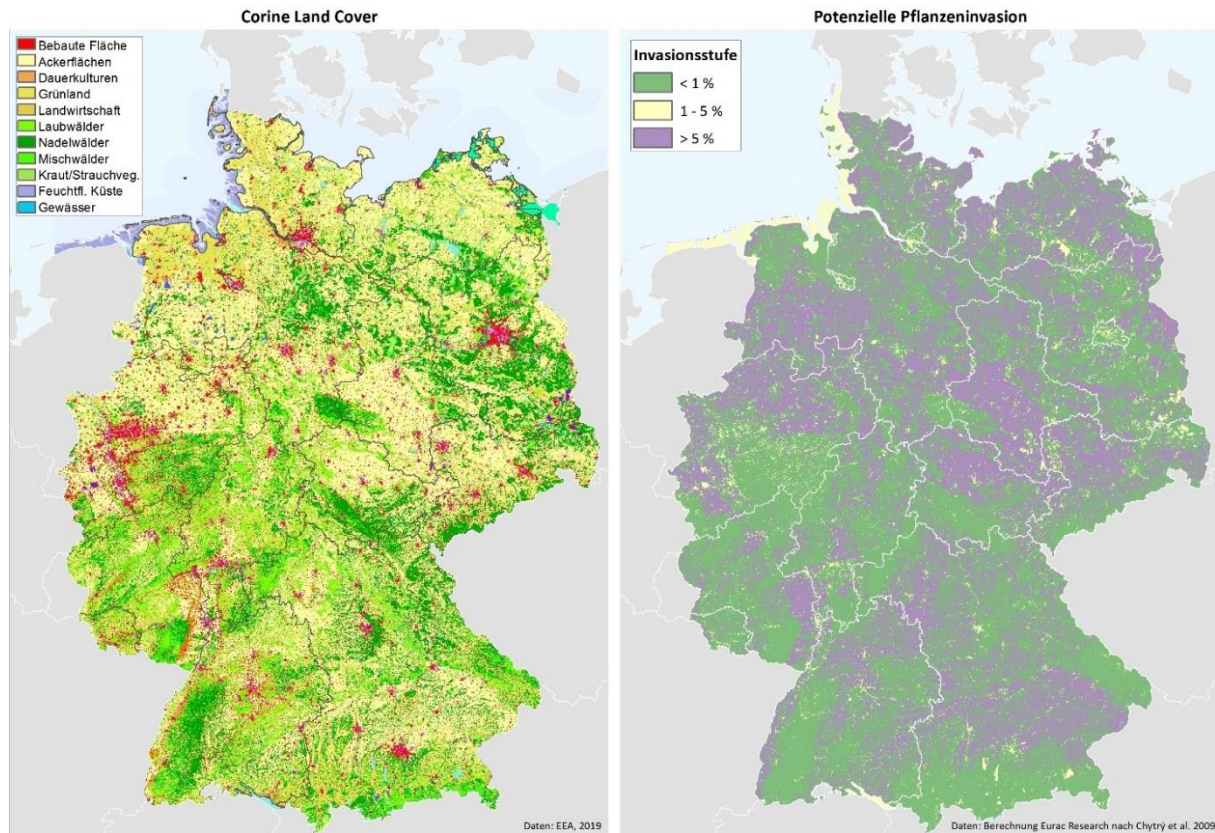 Corine Land Cover
Bebaute Fläche
Ackerflächen
Dauerkulturen
Grünland
Landwirtschaft
Laubwälder
Nadelwälder
Mischwälder
Kraut/Strauchveg.
Feuchtfl. Küste
Gewässer
Daten: EEA, 2019
Potenzielle Pflanzeninvasion
Invasionsstufe
< 1 %
1 - 5 %
> 5 %
Daten: Berechnung Eurac Research nach Chytrý et al. 2009